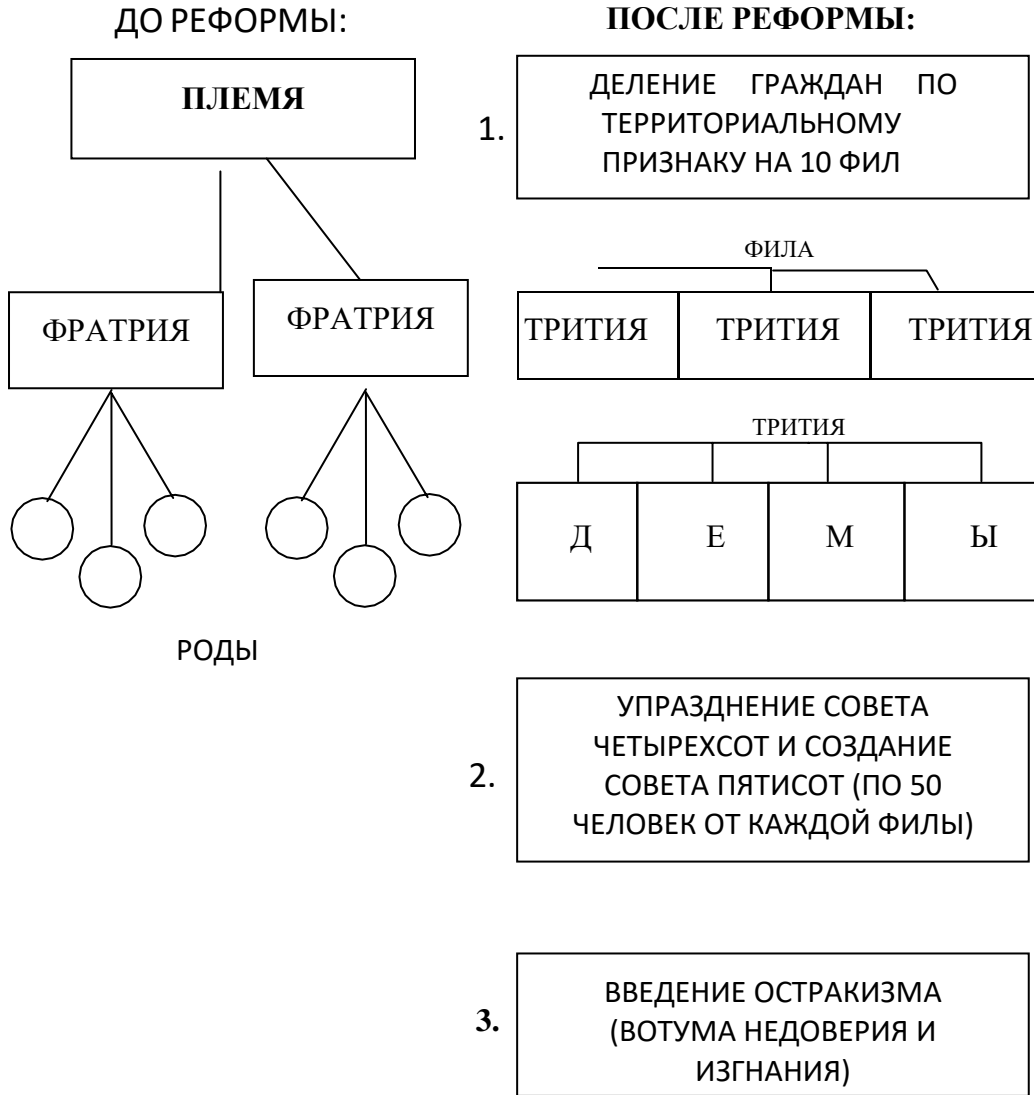 ДО РЕФОРМЫ:
ПЛЕМЯ
ФРАТРИЯ
ФРАТРИЯ
РОДЫ
ПОСЛЕ РЕФОРМЫ:
1.
ДЕЛЕНИЕ ГРАЖДАН ПО
ТЕРРИТОРИАЛЬНОМУ
ПРИЗНАКУ НА 10 ФИЛ
ФИЛА
ТРИТИЯ ТРИТИЯ ТРИТИЯ
ТРИТИЯ
Д Е М Ы
2.
УПРАЗДНЕНИЕ СОВЕТА
ЧЕТЫРЕХСОТ И СОЗДАНИЕ
СОВЕТА ПЯТИСОТ (ПО 50
ЧЕЛОВЕК ОТ КАЖДОЙ ФИЛЫ)
3.
ВВЕДЕНИЕ ОСТРАКИЗМА
(ВОТУМА НЕДОВЕРИЯ И
ИЗГНАНИЯ)